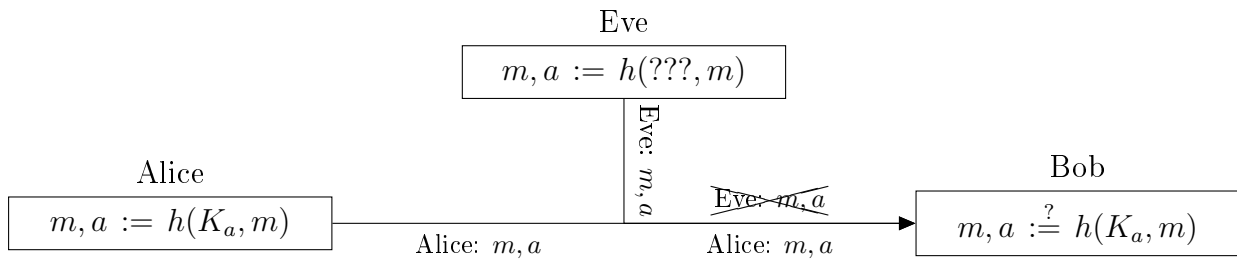 Eve
m, a := h(???, m)
Eve: m, a
Alice
m, a := h(K_a, m)
Alice: m, a
Eve: m, a
Alice: m, a
Bob
m, a :=^? h(K_a, m)